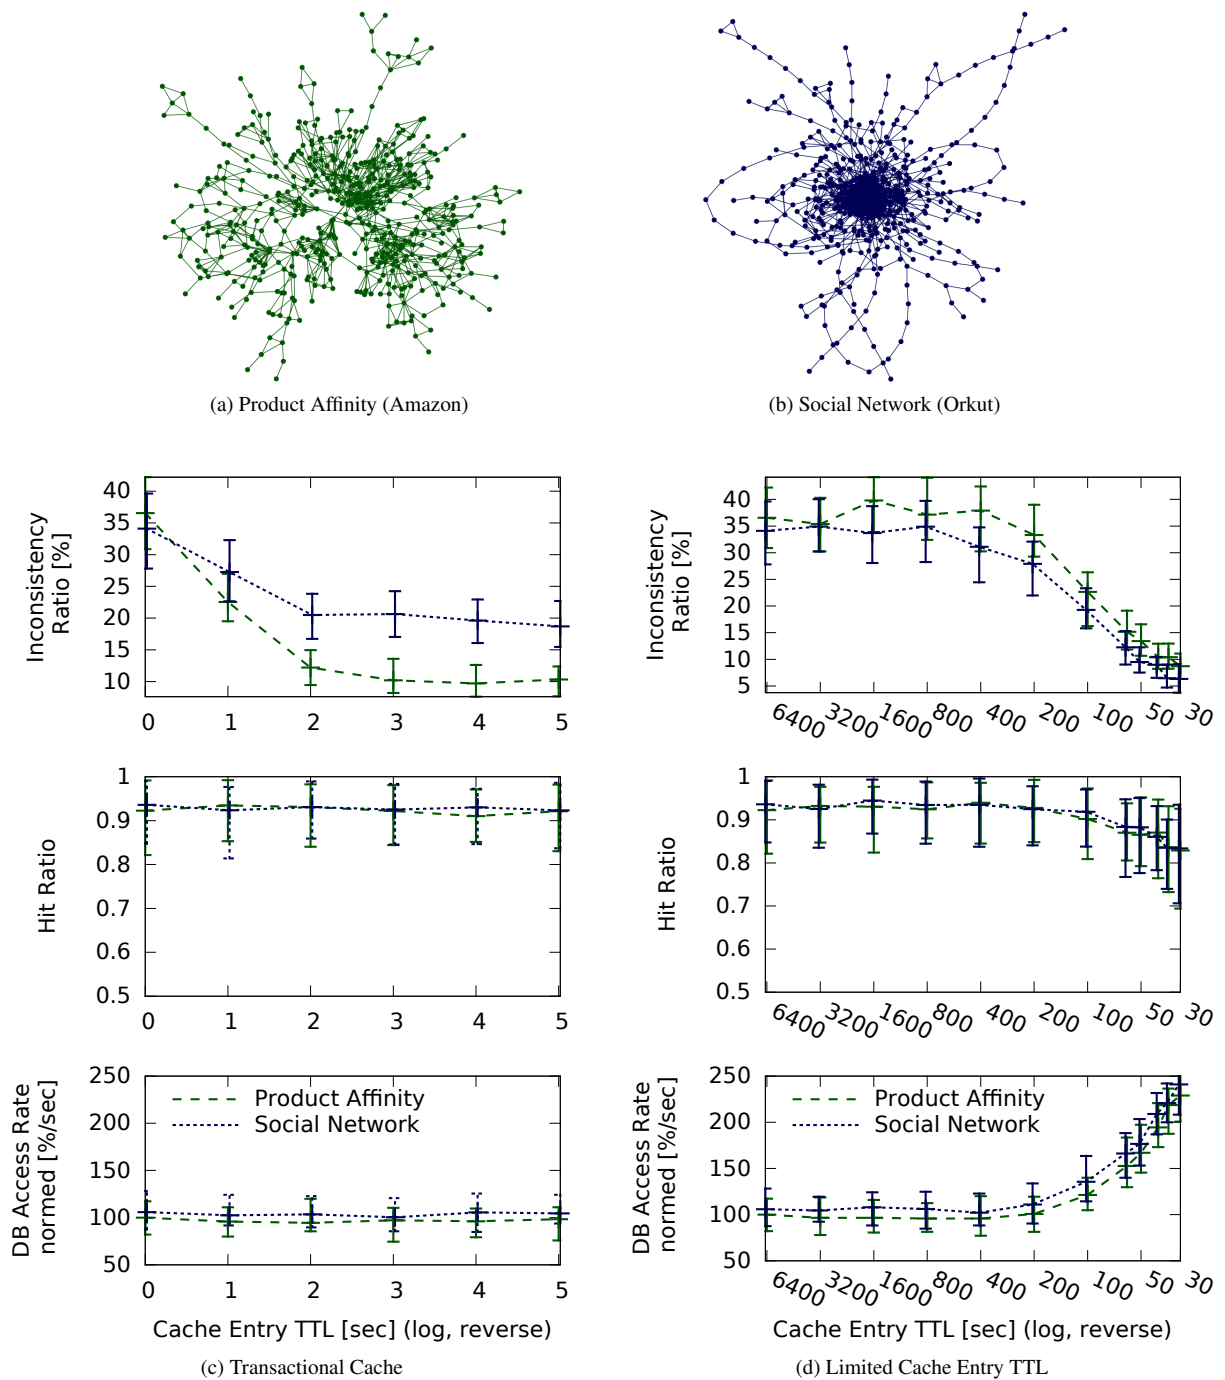 (a) Product Affinity (Amazon)
(b) Social Network (Orkut)
Inconsistency
Ratio [%]
40
35
30
25
20
15
10
0 1 2 3 4 5
Inconsistency
Ratio [%]
40
35
30
25
20
15
10
5
6400 3200 1600 800 400 200 100 50 30
Hit Ratio
1
0.9
0.8
0.7
0.6
0.5
0 1 2 3 4 5
Hit Ratio
1
0.9
0.8
0.7
0.6
0.5
6400 3200 1600 800 400 200 100 50 30
DB Access Rate
normed [%/sec]
250
200
150
100
50
Product Affinity
Social Network
0 1 2 3 4 5
Cache Entry TTL [sec] (log, reverse)
(c) Transactional Cache
DB Access Rate
normed [%/sec]
250
200
150
100
50
Product Affinity
Social Network
6400 3200 1600 800 400 200 100 50 30
Cache Entry TTL [sec] (log, reverse)
(d) Limited Cache Entry TTL